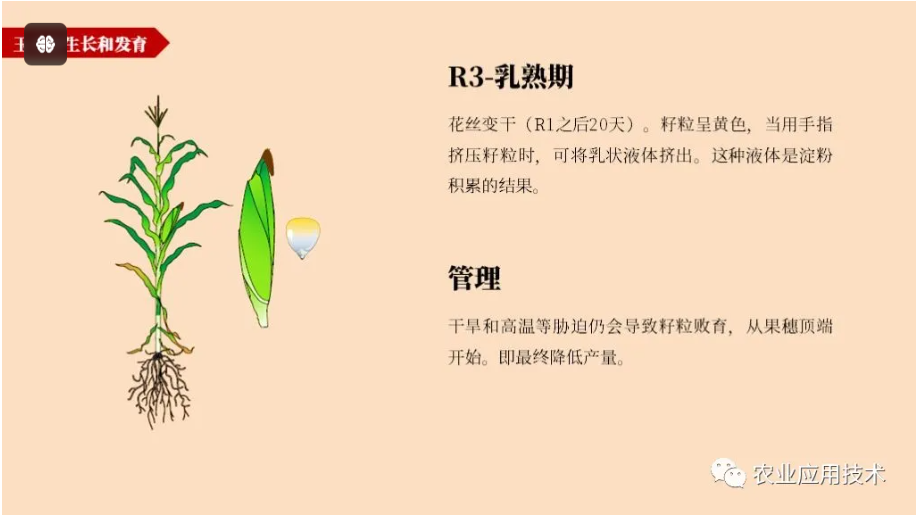 生长和发育
R3-乳熟期
花丝变干（R1之后20天）。籽粒呈黄色，当用手指
挤压籽粒时，可将乳状液体挤出。这种液体是淀粉
积累的结果。
管理
干旱和高温等胁迫仍会导致籽粒败育，从果穗顶端
开始。即最终降低产量。
农业应用技术